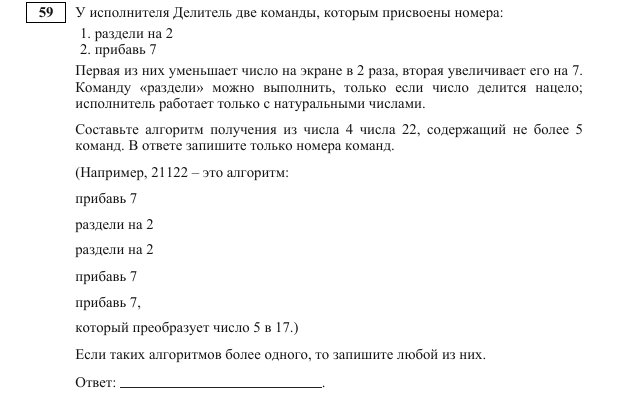 59 У исполнителя Делитель две команды, которым присвоены номера:
1. раздели на 2
2. прибавь 7
Первая из них уменьшает число на экране в 2 раза, вторая увеличивает его на 7.
Команду «раздели» можно выполнить, только если число делится нацело;
исполнитель работает только с натуральными числами.
Составьте алгоритм получения из числа 4 числа 22, содержащий не более 5
команд. В ответе запишите только номера команд.
(Например, 21122 – это алгоритм:
прибавь 7
раздели на 2
раздели на 2
прибавь 7
прибавь 7,
который преобразует число 5 в 17.)
Если таких алгоритмов более одного, то запишите любой из них.
Ответ: ____________________________.